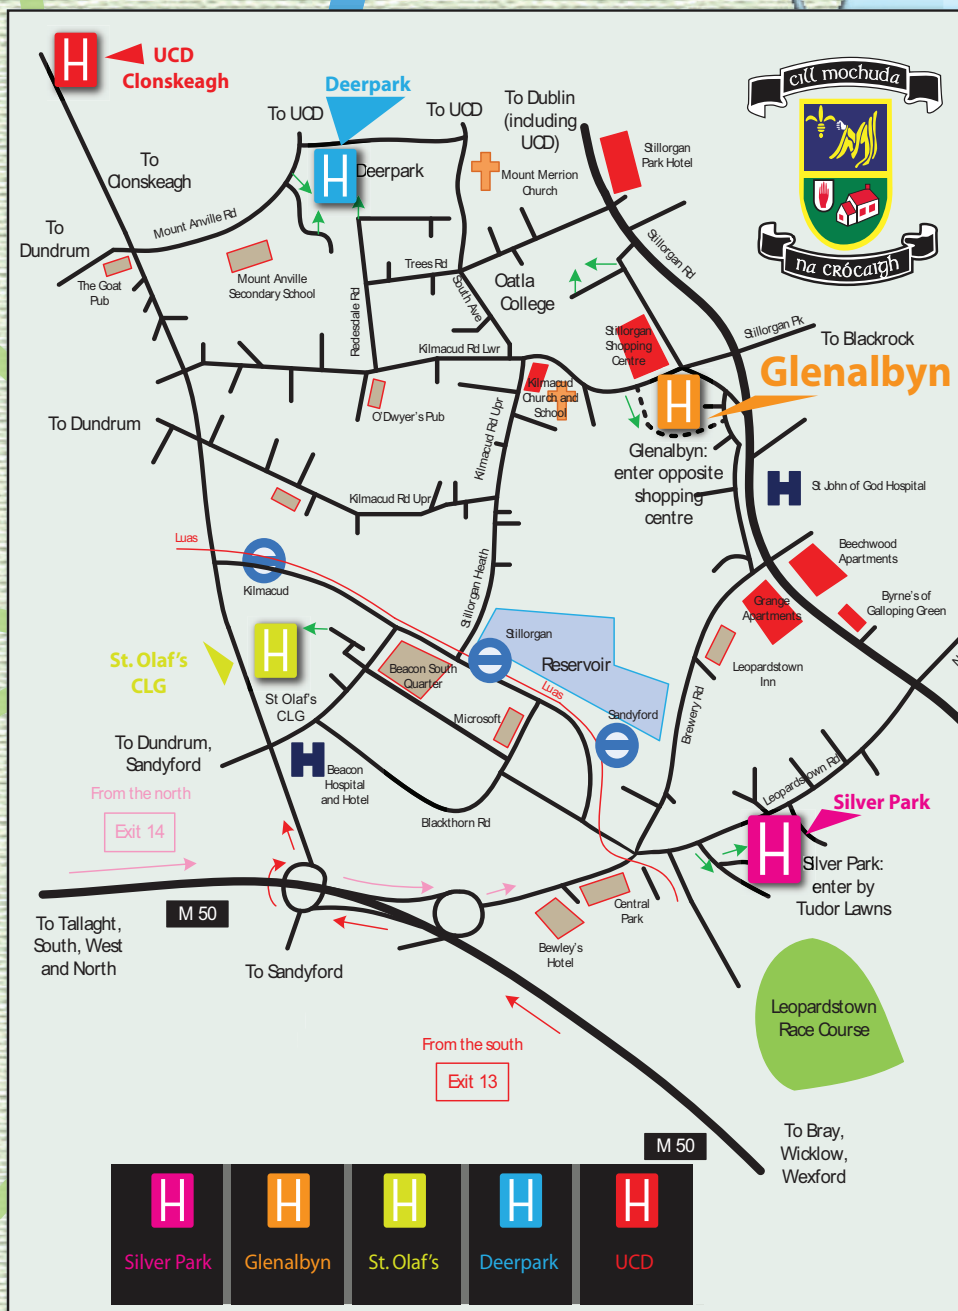 UCD
Clonskeagh
Deerpark
To UCD
To UCD
To Dublin
(including
UCD)
Stillorgan
Park Hotel
CILL MOCHUDA
NA CRÓCAIGH
To
Clonskeagh
Deerpark
Mount Merrion
Church
To
Dundrum
Mount Anville Rd
The Goat
Pub
Mount Anville
Secondary School
Trees Rd
South Ave
Oatla
College
Stillorgan Rd
Redesdale Rd
Kilmacud Rd Lwr
Stillorgan
Shopping
Centre
Stillorgan Pk
To Blackrock
Glenalbyn
O'Dwyer's Pub
Kilmacud
Church and
School
To Dundrum
Kilmacud Rd Upr
Glenalbyn:
enter opposite
shopping
centre
St John of God Hospital
Kilmacud Rd Upr
Luas
Kilmacud
Stillorgan Heath
Beechwood
Apartments
Grange
Apartments
Byrne's of
Galloping Green
St. Olaf's
CLG
Stillorgan
Reservoir
Beacon South
Quarter
Luas
Leopardstown
Inn
St Olaf's
CLG
Microsoft
Sandyford
Brewery Rd
To Dundrum,
Sandyford
Beacon
Hospital
and Hotel
Blackthorn Rd
Leopardstown Rd
Silver Park
From the north
Exit 14
Silver Park:
enter by
Tudor Lawns
M 50
To Tallaght,
South, West
and North
To Sandyford
Central
Park
Bewley's
Hotel
Leopardstown
Race Course
From the south
Exit 13
M 50
To Bray,
Wicklow,
Wexford
Silver Park
Glenalbyn
St. Olaf's
Deerpark
UCD